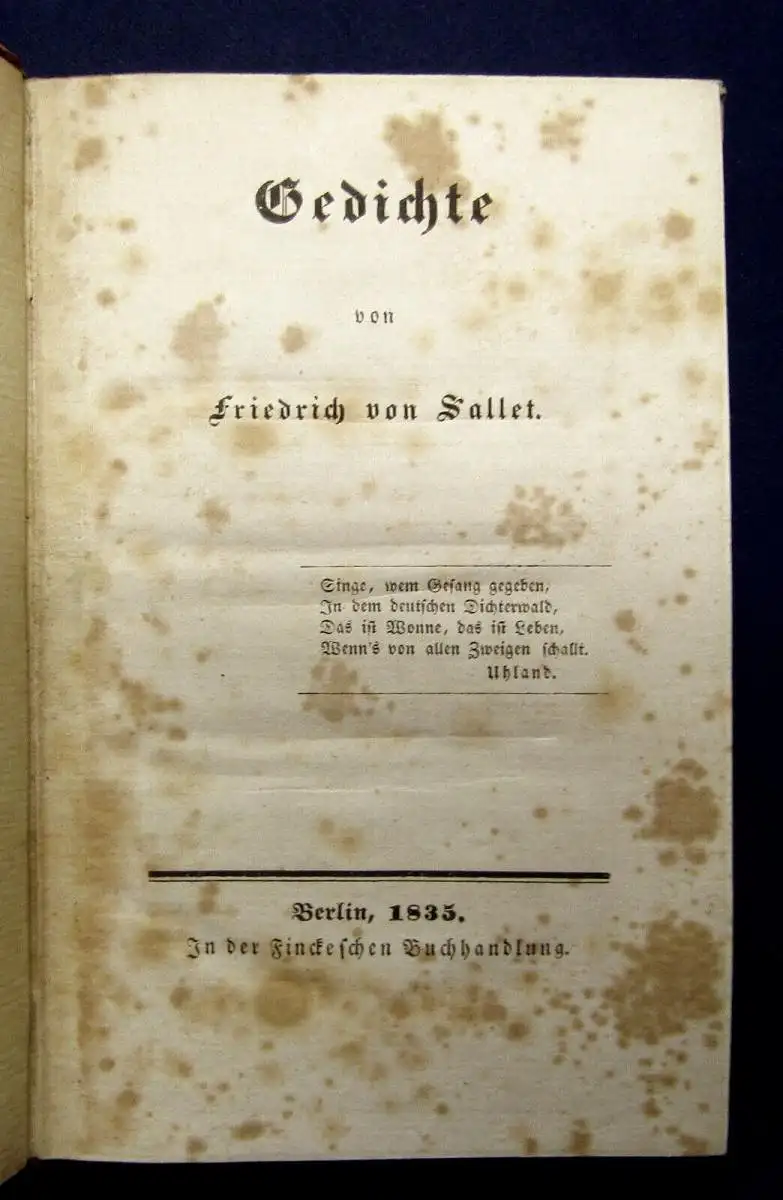 Gedichte
von
Friedrich von Sallet.
Singe, wem Gesang gegeben,
In dem deutschen Dichterwald,
Das ist Wonne, das ist Leben,
Wenn's von allen Zweigen schallt.
Uhland.
Berlin, 1835.
In der Finckeschen Buchhandlung.